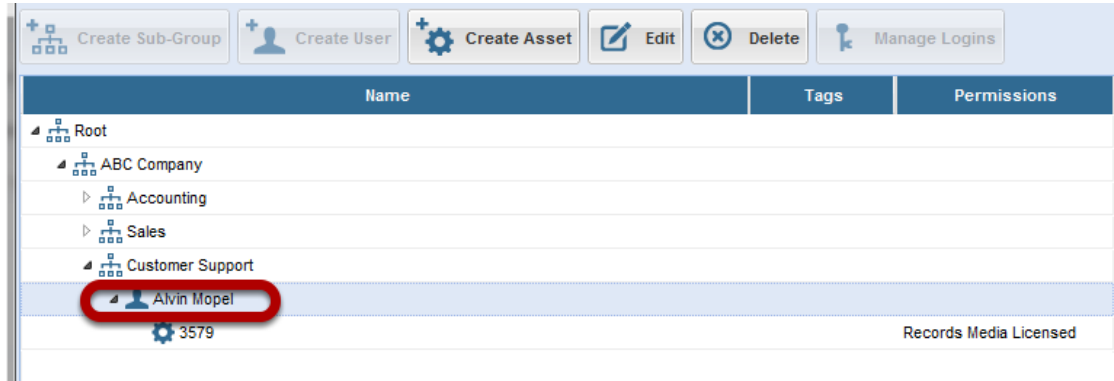 Create Sub-Group Create User Create Asset Edit Delete Manage Logins
Name Tags Permissions
Root
ABC Company
Accounting
Sales
Customer Support
Alvin Mopel
3579 Records Media Licensed